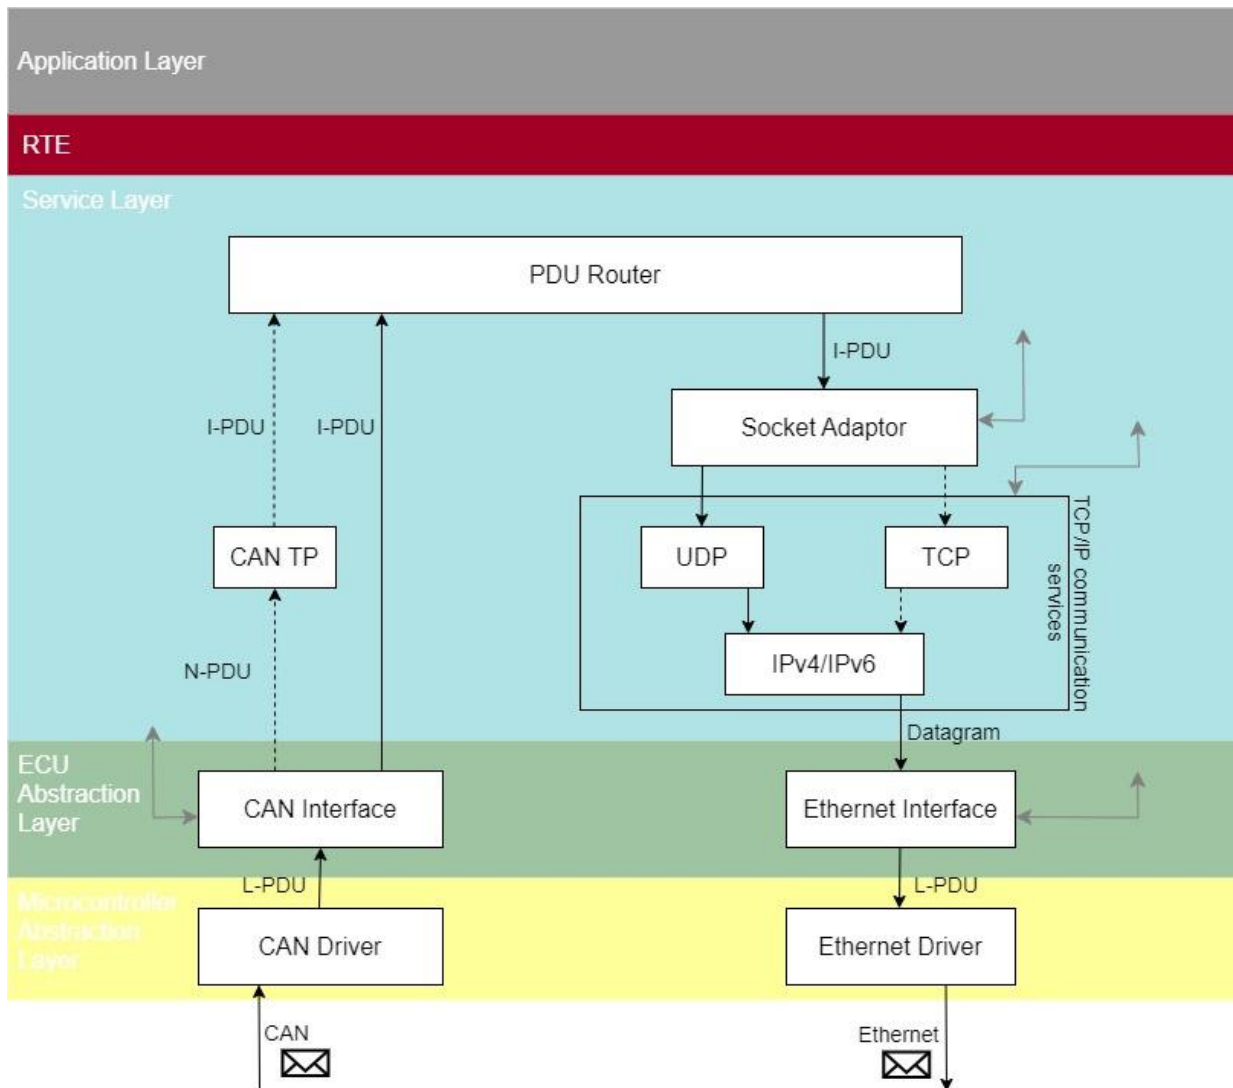 Application Layer
RTE
Service Layer
PDU Router
I-PDU
Socket Adaptor
I-PDU
I-PDU
TCP/IP communication
services
CAN TP
UDP
TCP
IPv4/IPv6
N-PDU
Datagram
ECU
Abstraction
Layer
CAN Interface
Ethernet Interface
L-PDU
L-PDU
Microcontroller
Abstraction
Layer
CAN Driver
Ethernet Driver
CAN
Ethernet